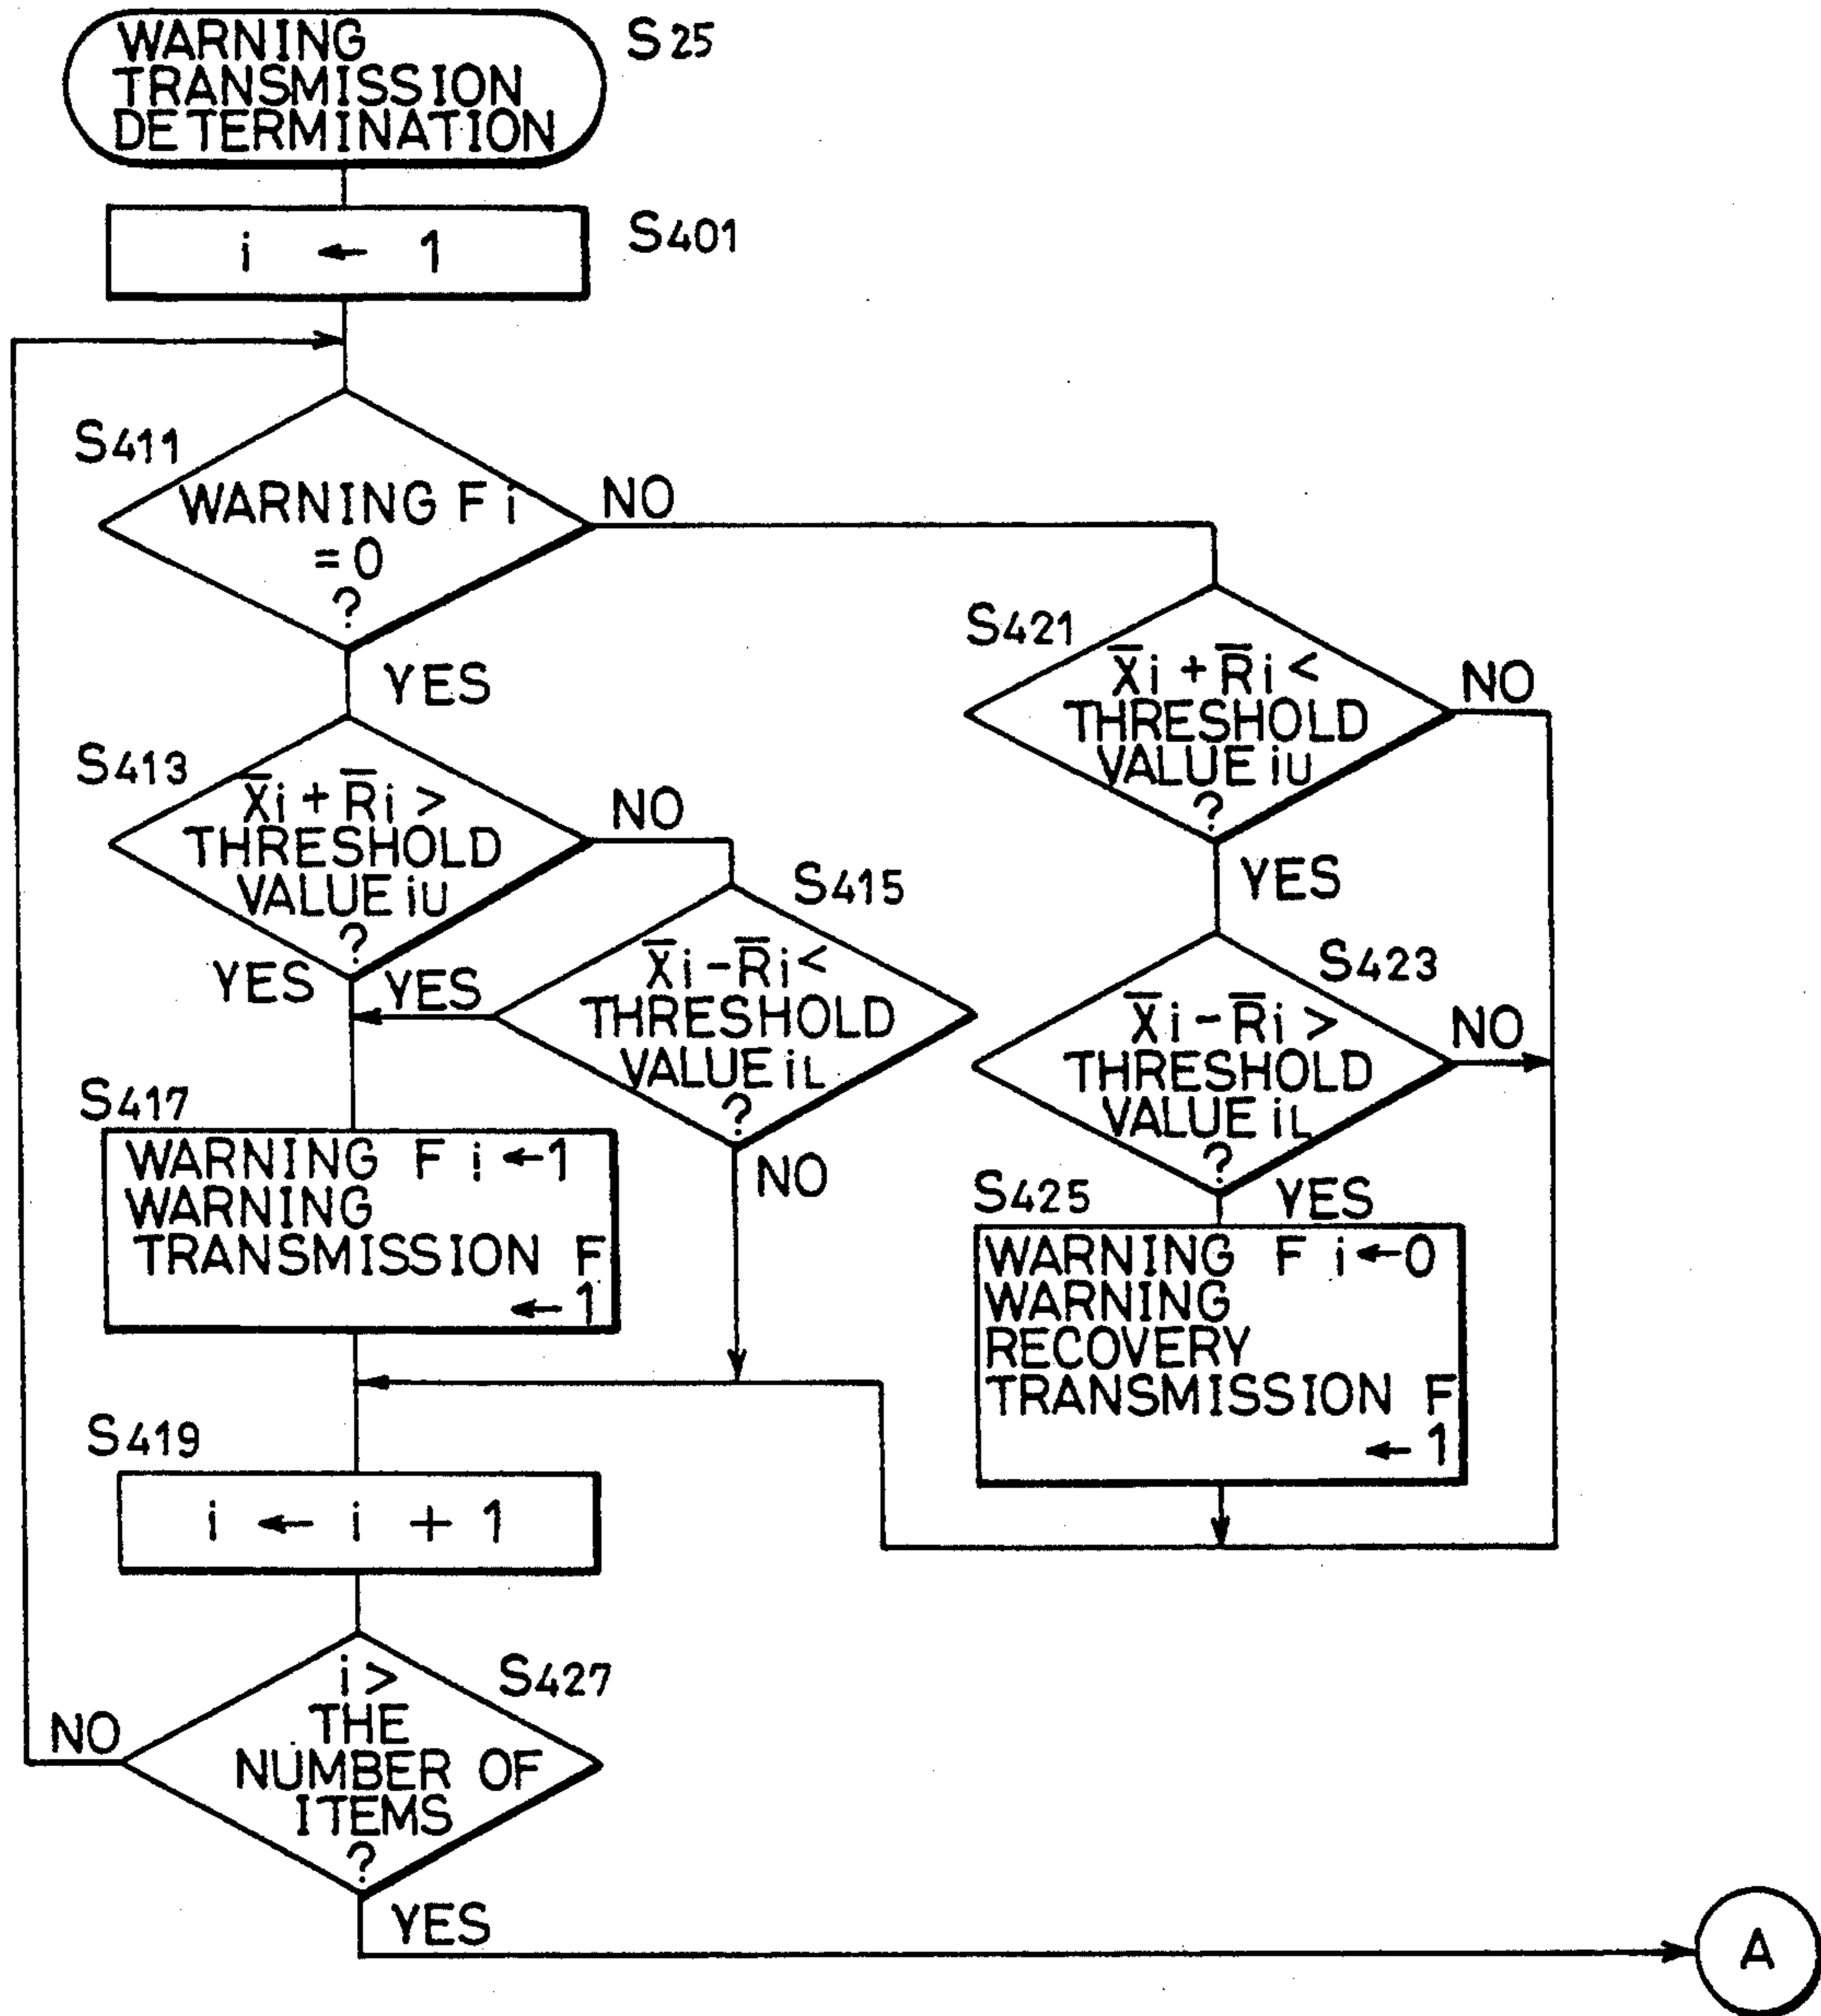 WARNING
TRANSMISSION
DETERMINATION
S25
i ← 1
S401
S411
WARNING F i
=0
?
NO
YES
S413
X̄i + R̄i >
THRESHOLD
VALUE iU
?
NO
YES
S415
X̄i - R̄i <
THRESHOLD
VALUE iL
?
YES
NO
S417
WARNING F i ←1
WARNING
TRANSMISSION F
← 1
S419
i ← i + 1
S421
X̄i + R̄i <
THRESHOLD
VALUE iU
?
NO
YES
S423
X̄i - R̄i >
THRESHOLD
VALUE iL
?
NO
YES
S425
WARNING F i ←0
WARNING
RECOVERY
TRANSMISSION F
← 1
S427
i >
THE
NUMBER OF
ITEMS
?
NO
YES
A